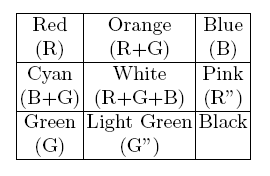 Red Orange Blue
(R) (R+G) (B)
Cyan White Pink
(B+G) (R+G+B) (R”)
Green Light Green Black
(G) (G”)